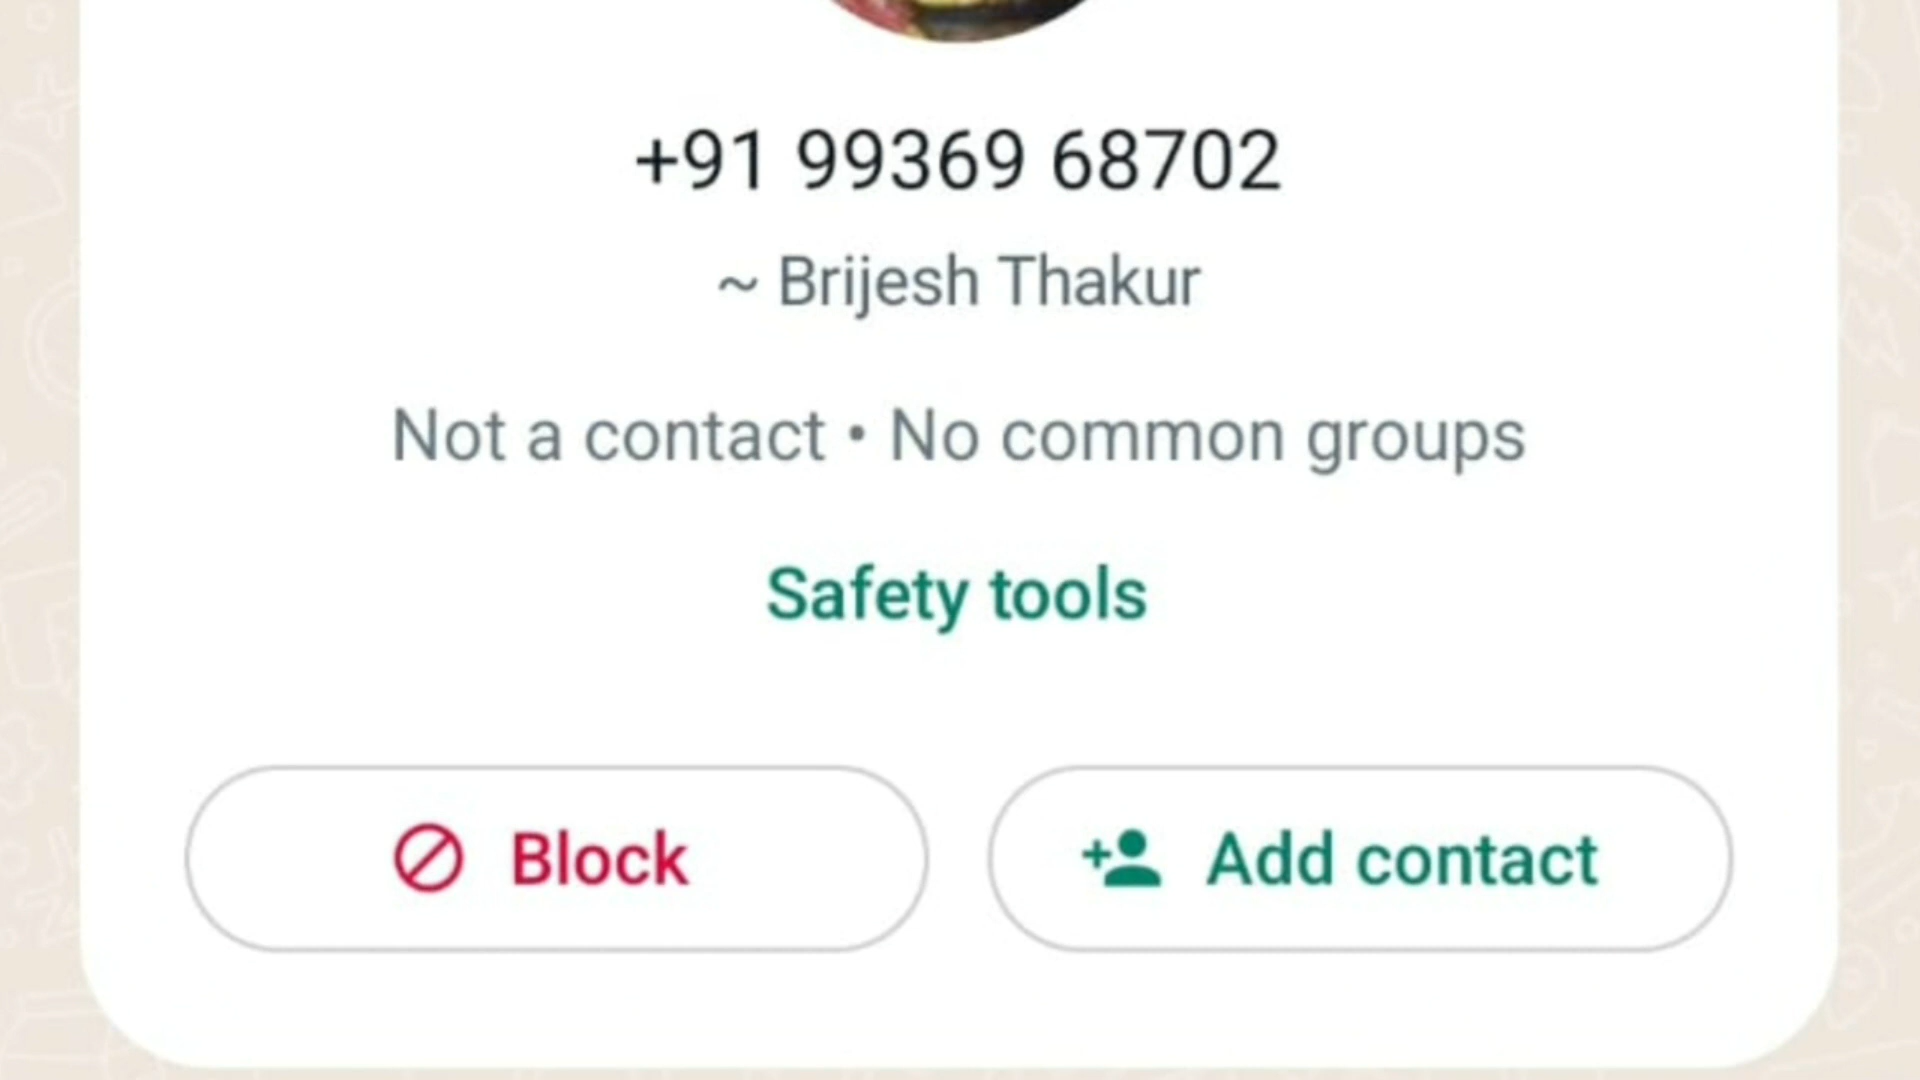 +91 99369 68702
~ Brijesh Thakur
Not a contact • No common groups
Safety tools
Block
Add contact